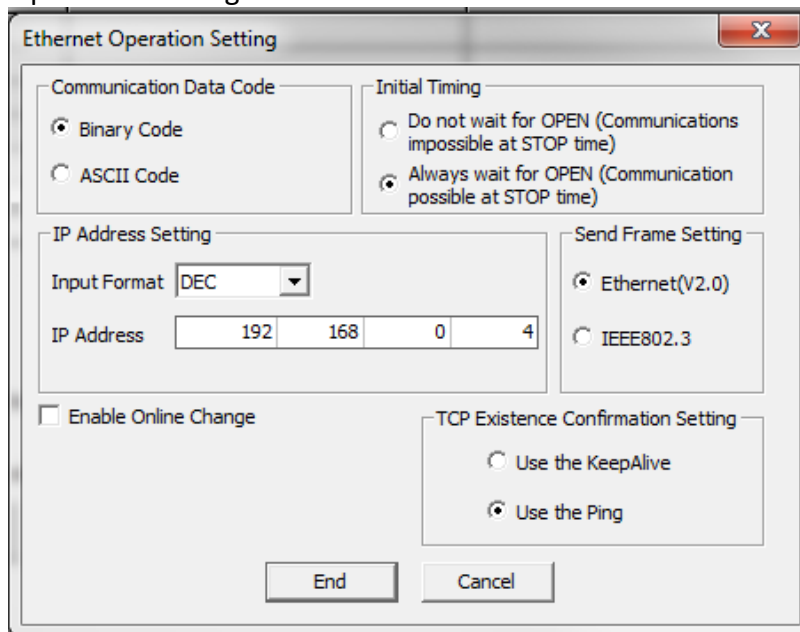 Ethernet Operation Setting
Communication Data Code
Binary Code
ASCII Code
Initial Timing
Do not wait for OPEN (Communications
impossible at STOP time)
Always wait for OPEN (Communication
possible at STOP time)
IP Address Setting
Input Format DEC
IP Address 192 168 0 4
Send Frame Setting
Ethernet(V2.0)
IEEE802.3
Enable Online Change
TCP Existence Confirmation Setting
Use the KeepAlive
Use the Ping
End Cancel